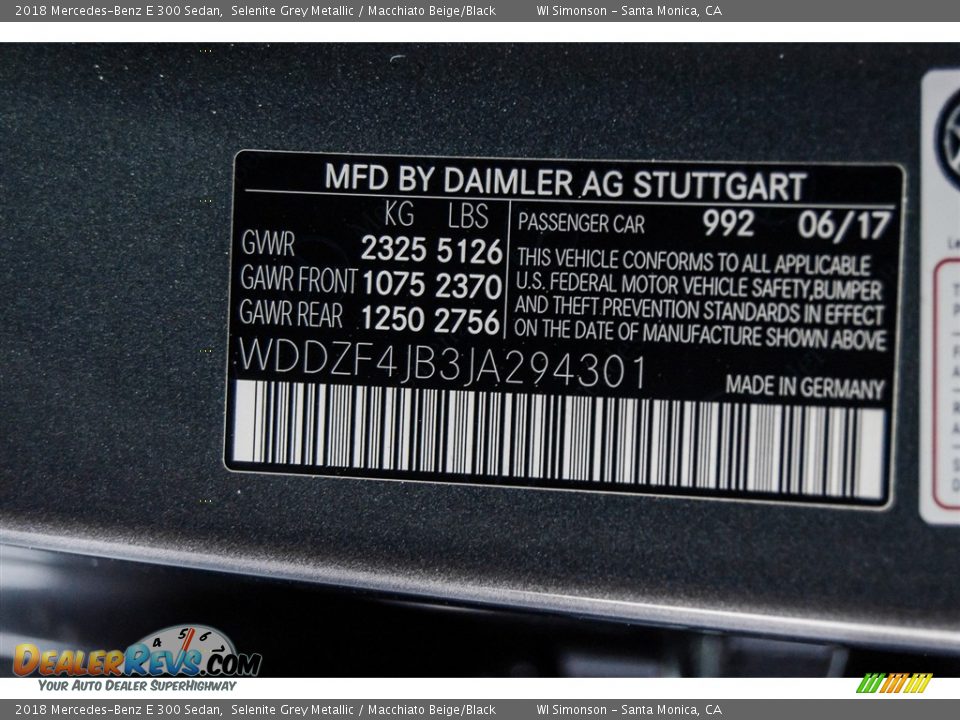 2018 Mercedes-Benz E 300 Sedan, Selenite Grey Metallic / Macchiato Beige/Black WI Simonson - Santa Monica, CA
MFD BY DAIMLER AG STUTTGART
KG LBS
GVWR 2325 5126
GAWR FRONT 1075 2370
GAWR REAR 1250 2756
PASSENGER CAR 992 06/17
THIS VEHICLE CONFORMS TO ALL APPLICABLE
U.S. FEDERAL MOTOR VEHICLE SAFETY,BUMPER
AND THEFT PREVENTION STANDARDS IN EFFECT
ON THE DATE OF MANUFACTURE SHOWN ABOVE
WDDZF4JB3JA294301
MADE IN GERMANY
4 5 6
DEALERREVS.COM
YOUR AUTO DEALER SUPERHIGHWAY
2018 Mercedes-Benz E 300 Sedan, Selenite Grey Metallic / Macchiato Beige/Black WI Simonson - Santa Monica, CA